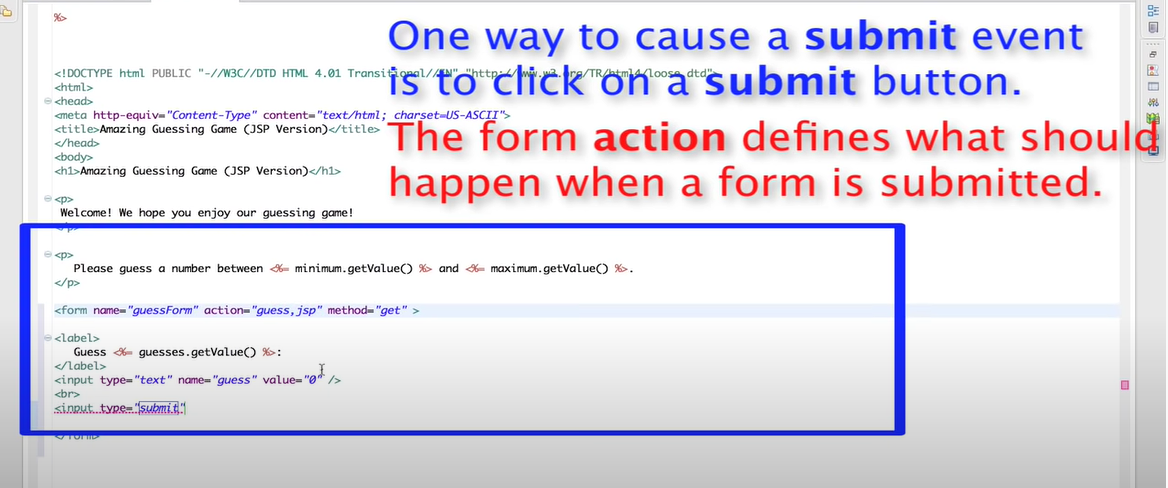 %>
One way to cause a submit event
is to click on a submit button.
The form action defines what should
happen when a form is submitted.
<!DOCTYPE html PUBLIC "-//W3C//DTD HTML 4.01 Transitional//EN" "http://www.w3.org/TR/html4/loose.dtd">
<html>
<head>
<meta http-equiv="Content-Type" content="text/html; charset=US-ASCII">
<title>Amazing Guessing Game (JSP Version)</title>
</head>
<body>
<h1>Amazing Guessing Game (JSP Version)</h1>
<p>
Welcome! We hope you enjoy our guessing game!
</p>
<p>
Please guess a number between <%= minimum.getValue() %> and <%= maximum.getValue() %>.
</p>
<form name="guessForm" action="guess,jsp" method="get" >
<label>
Guess <%= guesses.getValue() %>:
</label>
<input type="text" name="guess" value="0" />
<br>
<input type="submit"
</form>